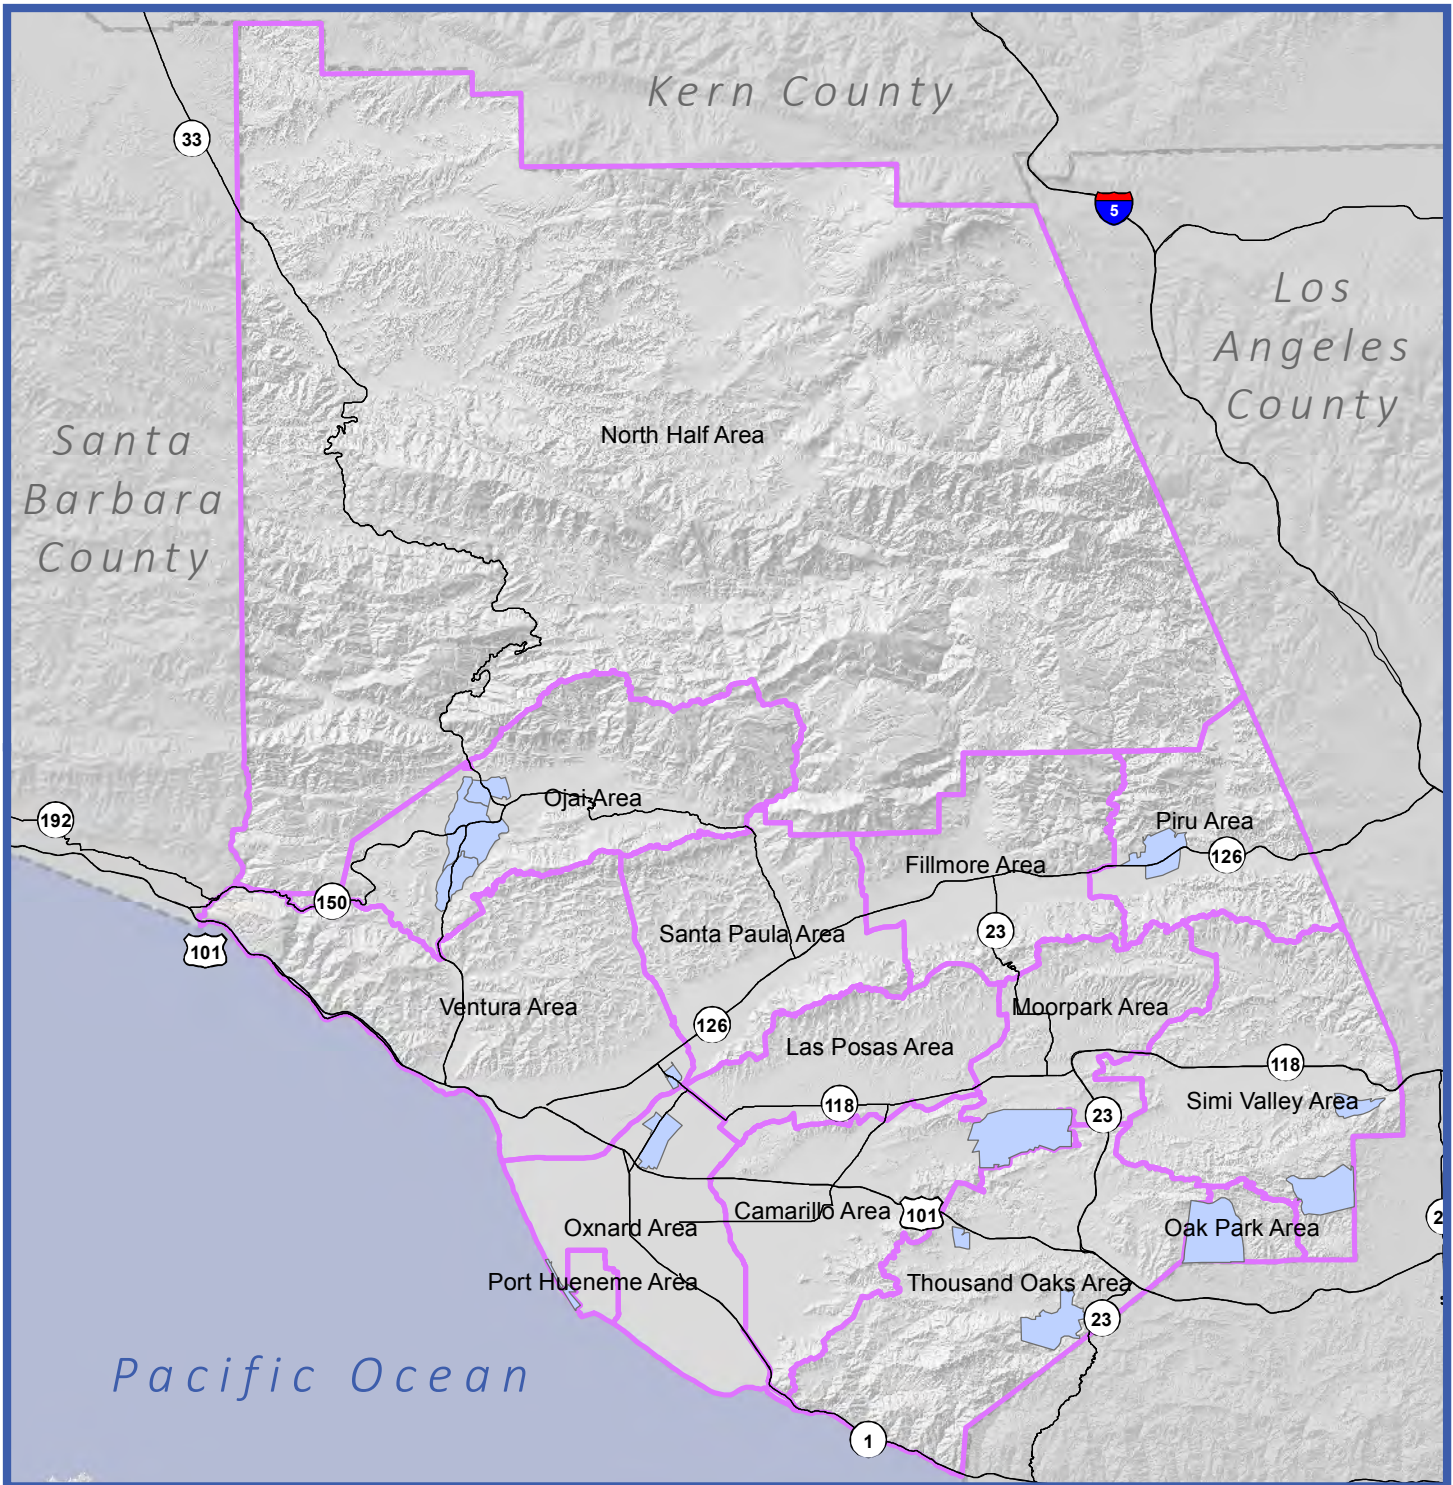 Kern County
33
5
Los
Angeles
County
North Half Area
Santa
Barbara
County
Ojai Area
192
Piru Area
126
Fillmore Area
150
23
Santa Paula Area
101
Ventura Area
Moorpark Area
126
Las Posas Area
118
118
Simi Valley Area
23
Camarillo Area
101
Oxnard Area
Oak Park Area
2
Port Hueneme Area
Thousand Oaks Area
23
Pacific Ocean
1